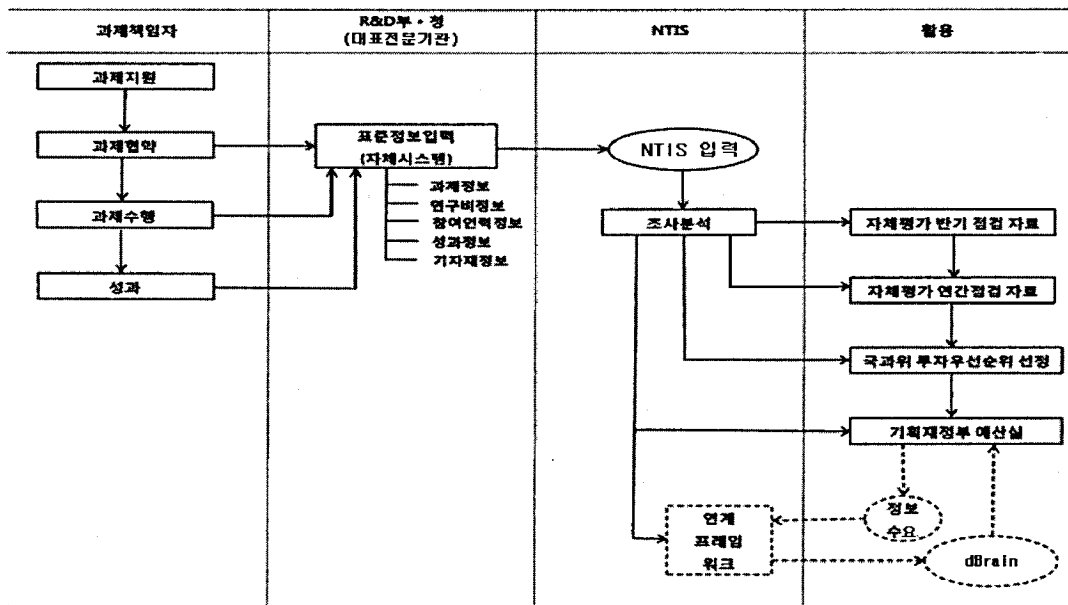 과제책임자
R&D부・청
(대표전문기관)
NTIS
활용
과제지원
과제협약
과제수행
성과
표준정보입력
(자체시스템)
과제정보
연구비정보
참여인력정보
성과정보
기자재정보
NTIS 입력
조사분석
자체평가 반기 점검 자료
자체평가 연간점검 자료
국과위 투자우선순위 선정
기획재정부 예산실
정보
수요
연계
프레임
워크
dBrain